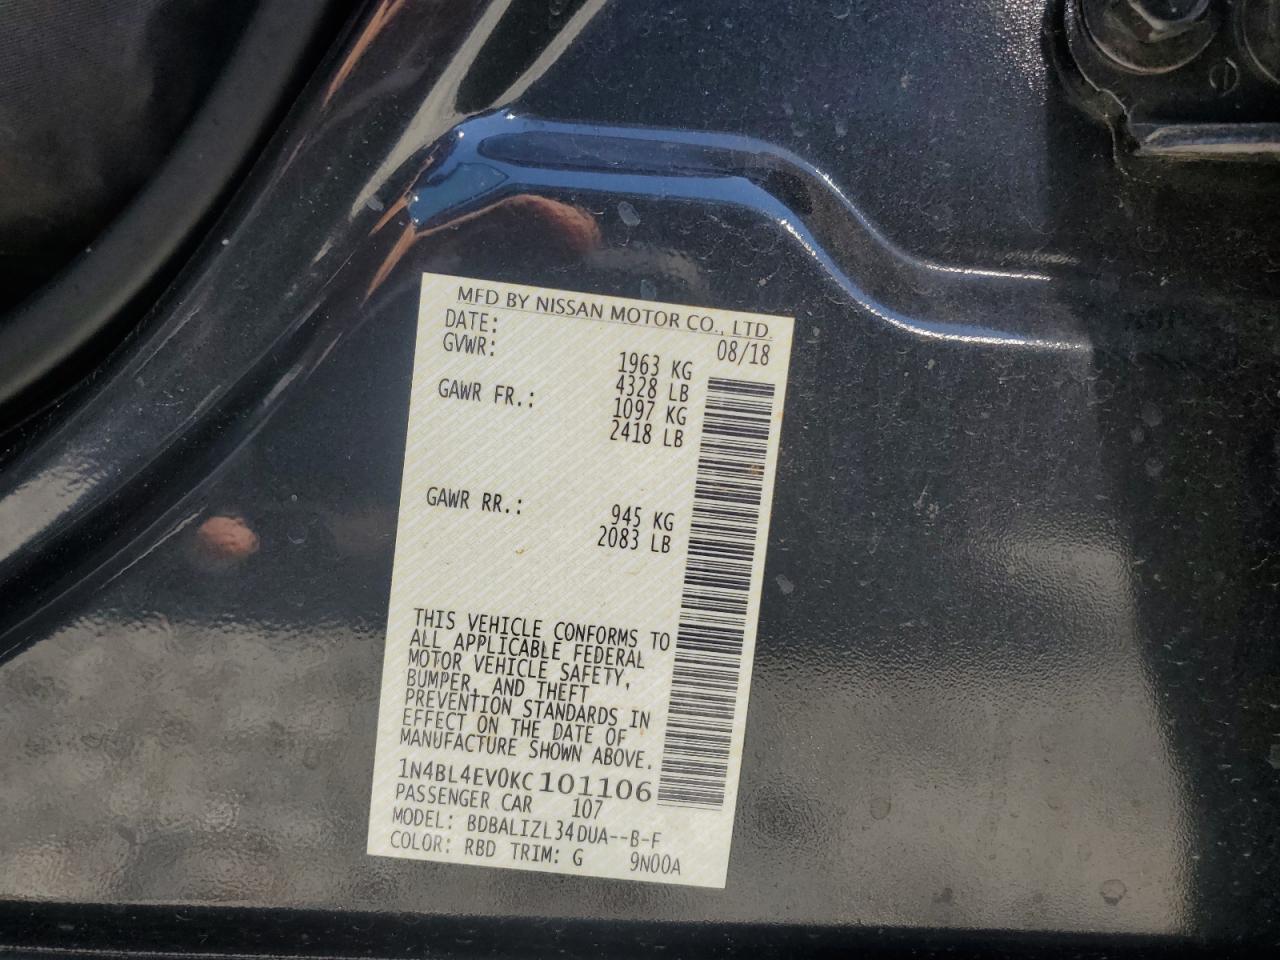 MFD BY NISSAN MOTOR CO., LTD.
DATE: 08/18
GVWR: 1963 KG
4328 LB
GAWR FR.: 1097 KG
2418 LB
GAWR RR.: 945 KG
2083 LB
THIS VEHICLE CONFORMS TO
ALL APPLICABLE FEDERAL
MOTOR VEHICLE SAFETY,
BUMPER, AND THEFT
PREVENTION STANDARDS IN
EFFECT ON THE DATE OF
MANUFACTURE SHOWN ABOVE.
1N4BL4EV0KC101106
PASSENGER CAR 107
MODEL: BDBALIZL34DUA--B-F
COLOR: RBD TRIM: G 9N00A